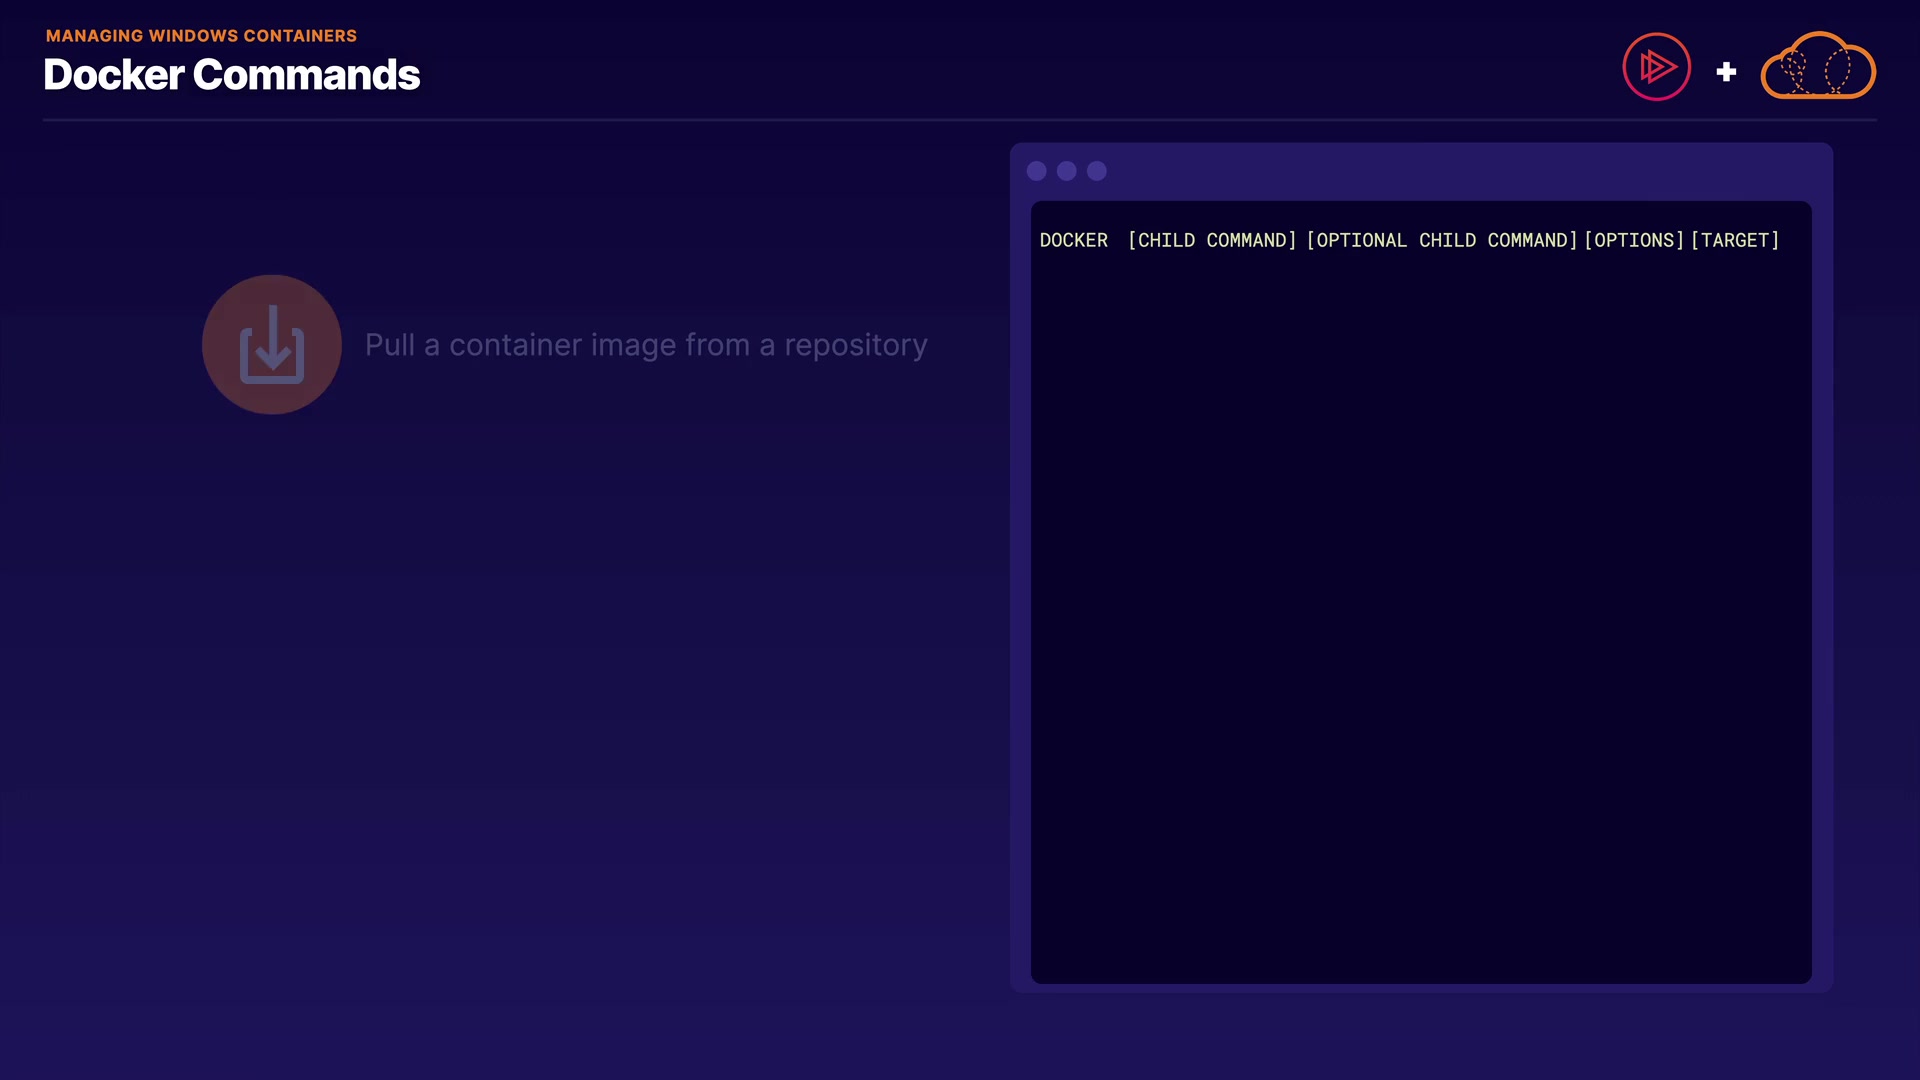 MANAGING WINDOWS CONTAINERS
Docker Commands
Pull a container image from a repository
DOCKER [CHILD COMMAND] [OPTIONAL CHILD COMMAND] [OPTIONS] [TARGET]